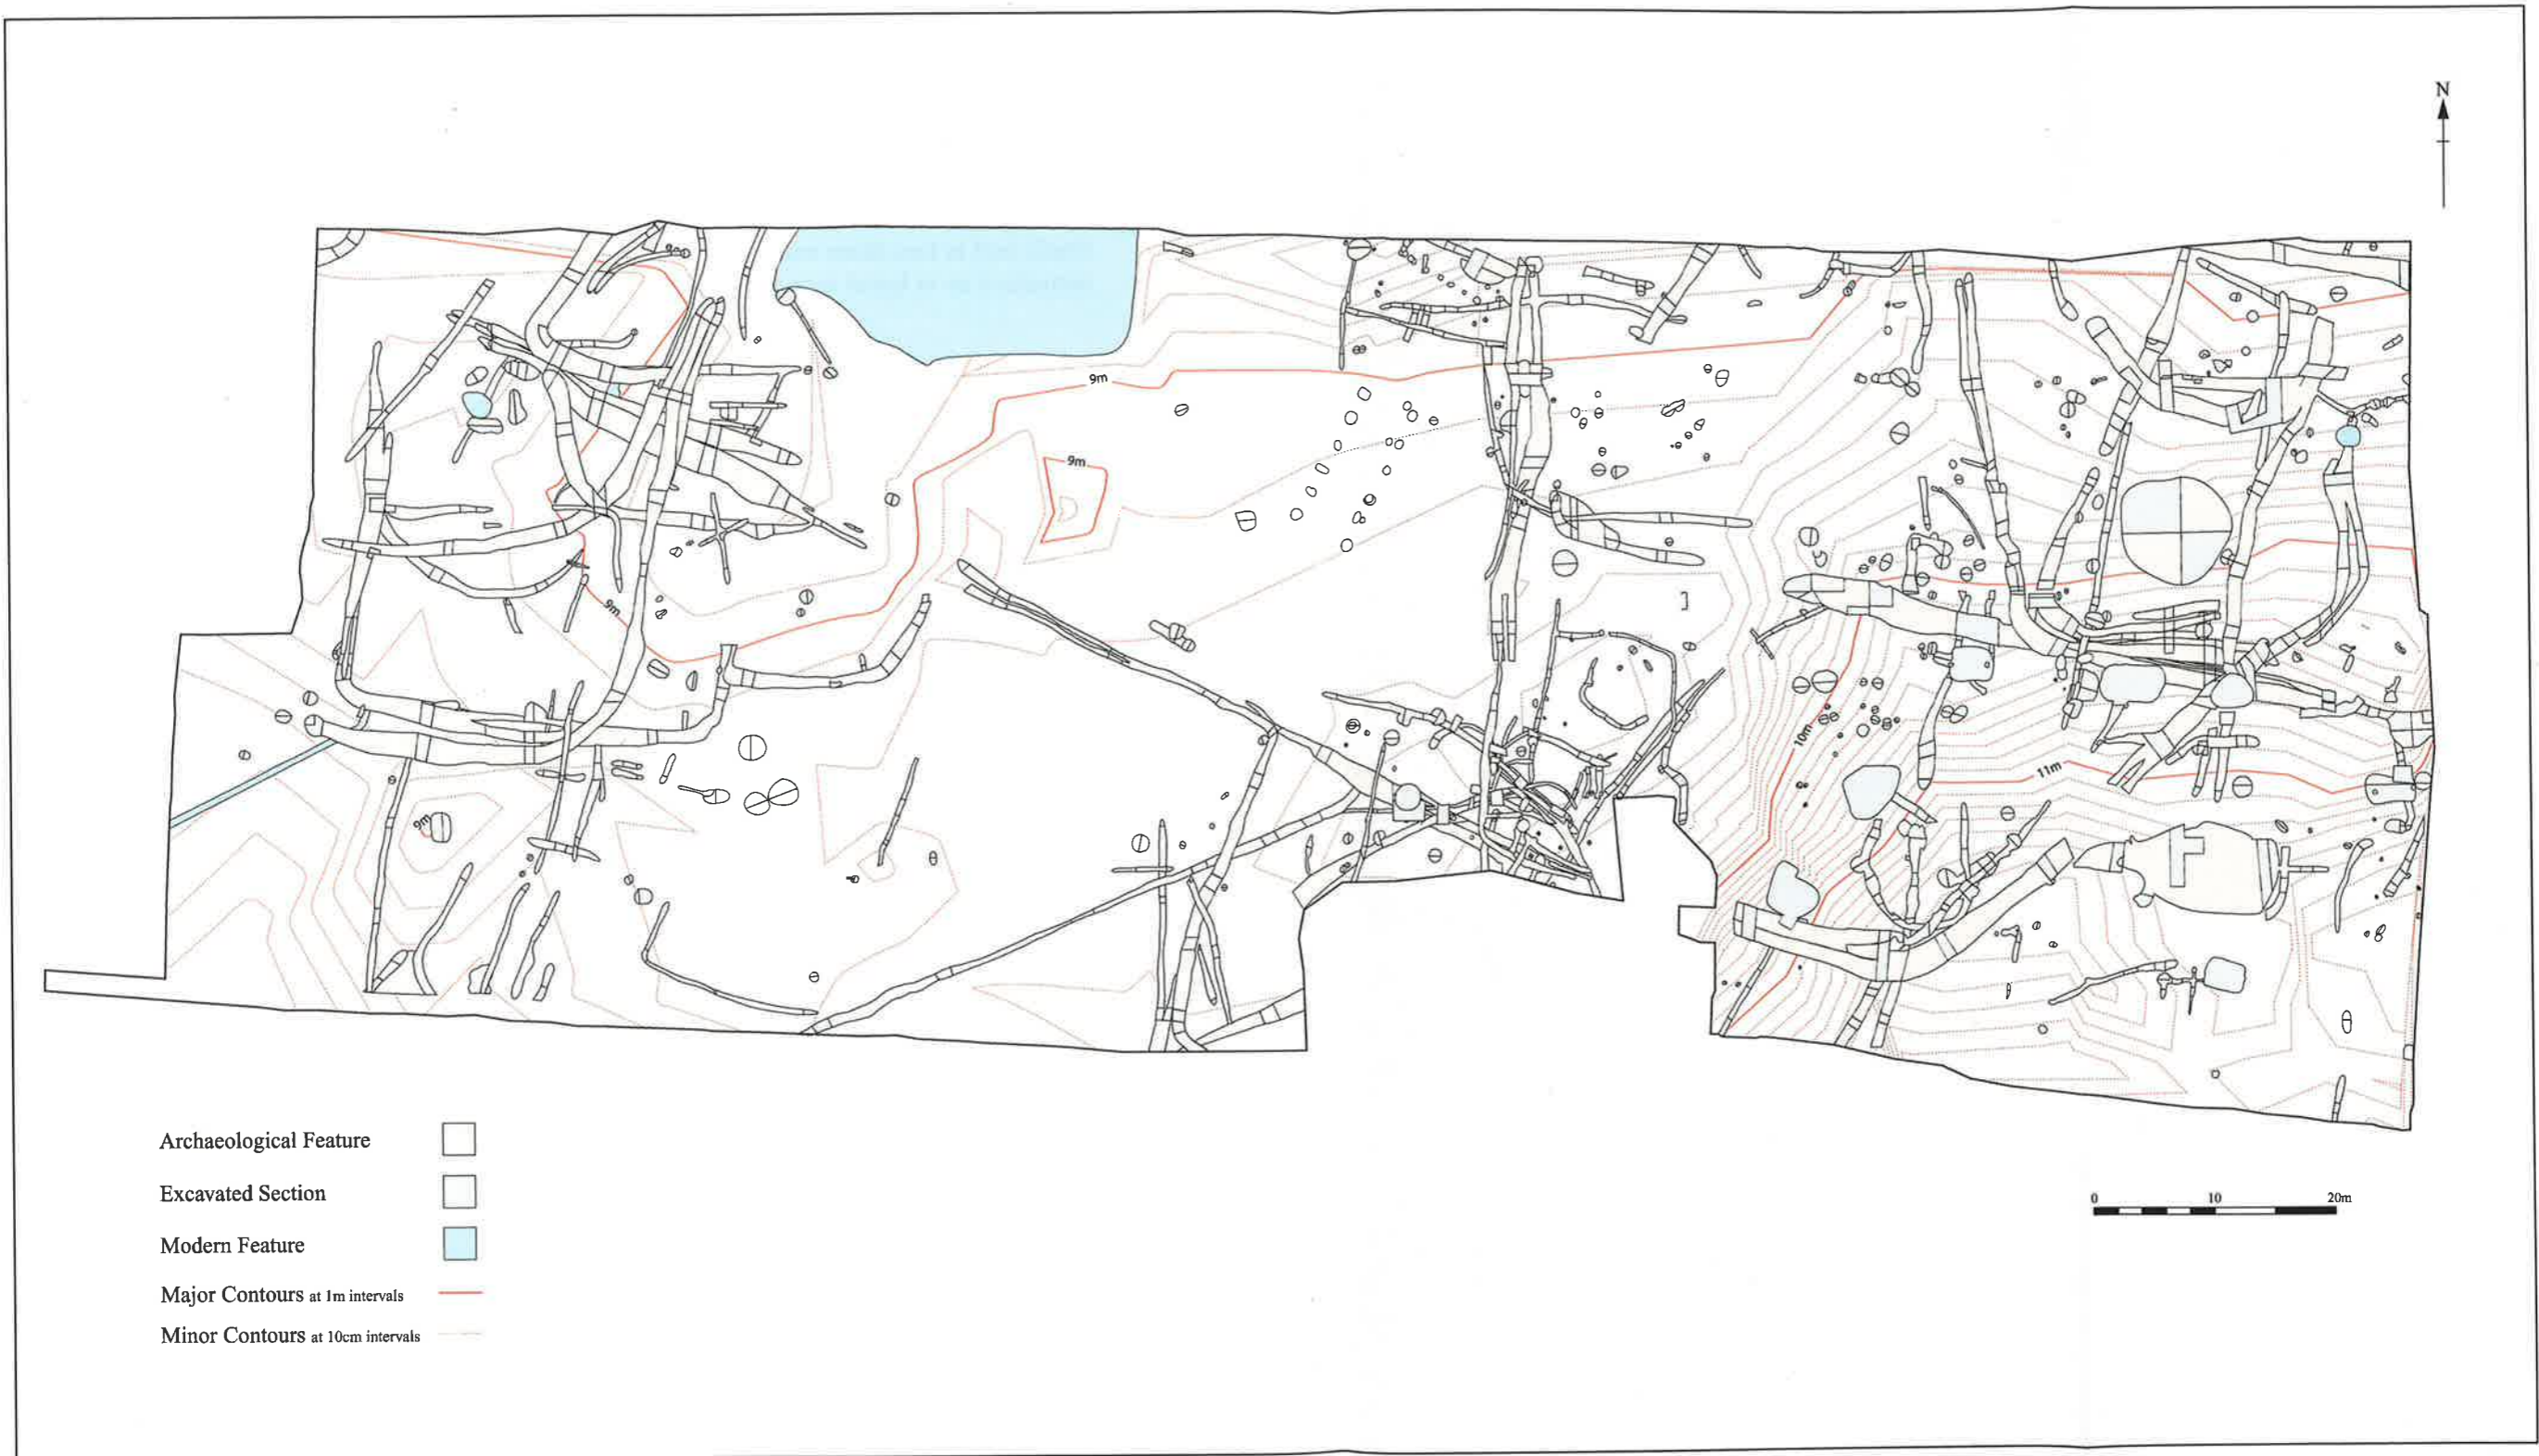 N
9m
9m
9m
10m
11m
9m
Archaeological Feature
Excavated Section
Modern Feature
Major Contours at 1m intervals
Minor Contours at 10cm intervals
0 10 20m